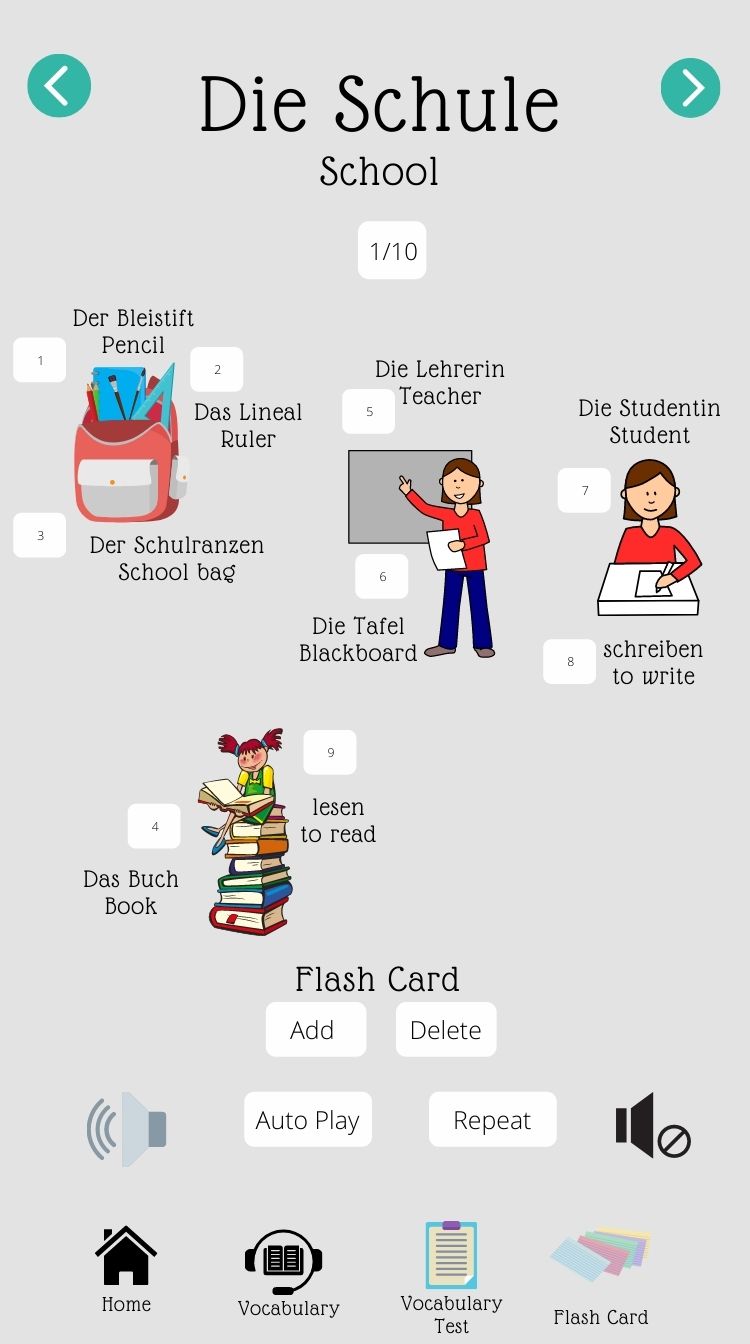 Die Schule
School
1/10
Der Bleistift
Pencil
1
2
Das Lineal
Ruler
3
Der Schulranzen
School bag
Die Lehrerin
Teacher
5
6
Die Tafel
Blackboard
Die Studentin
Student
7
8
schreiben
to write
9
lesen
to read
4
Das Buch
Book
Flash Card
Add
Delete
Auto Play
Repeat
Home
Vocabulary
Vocabulary
Test
Flash Card